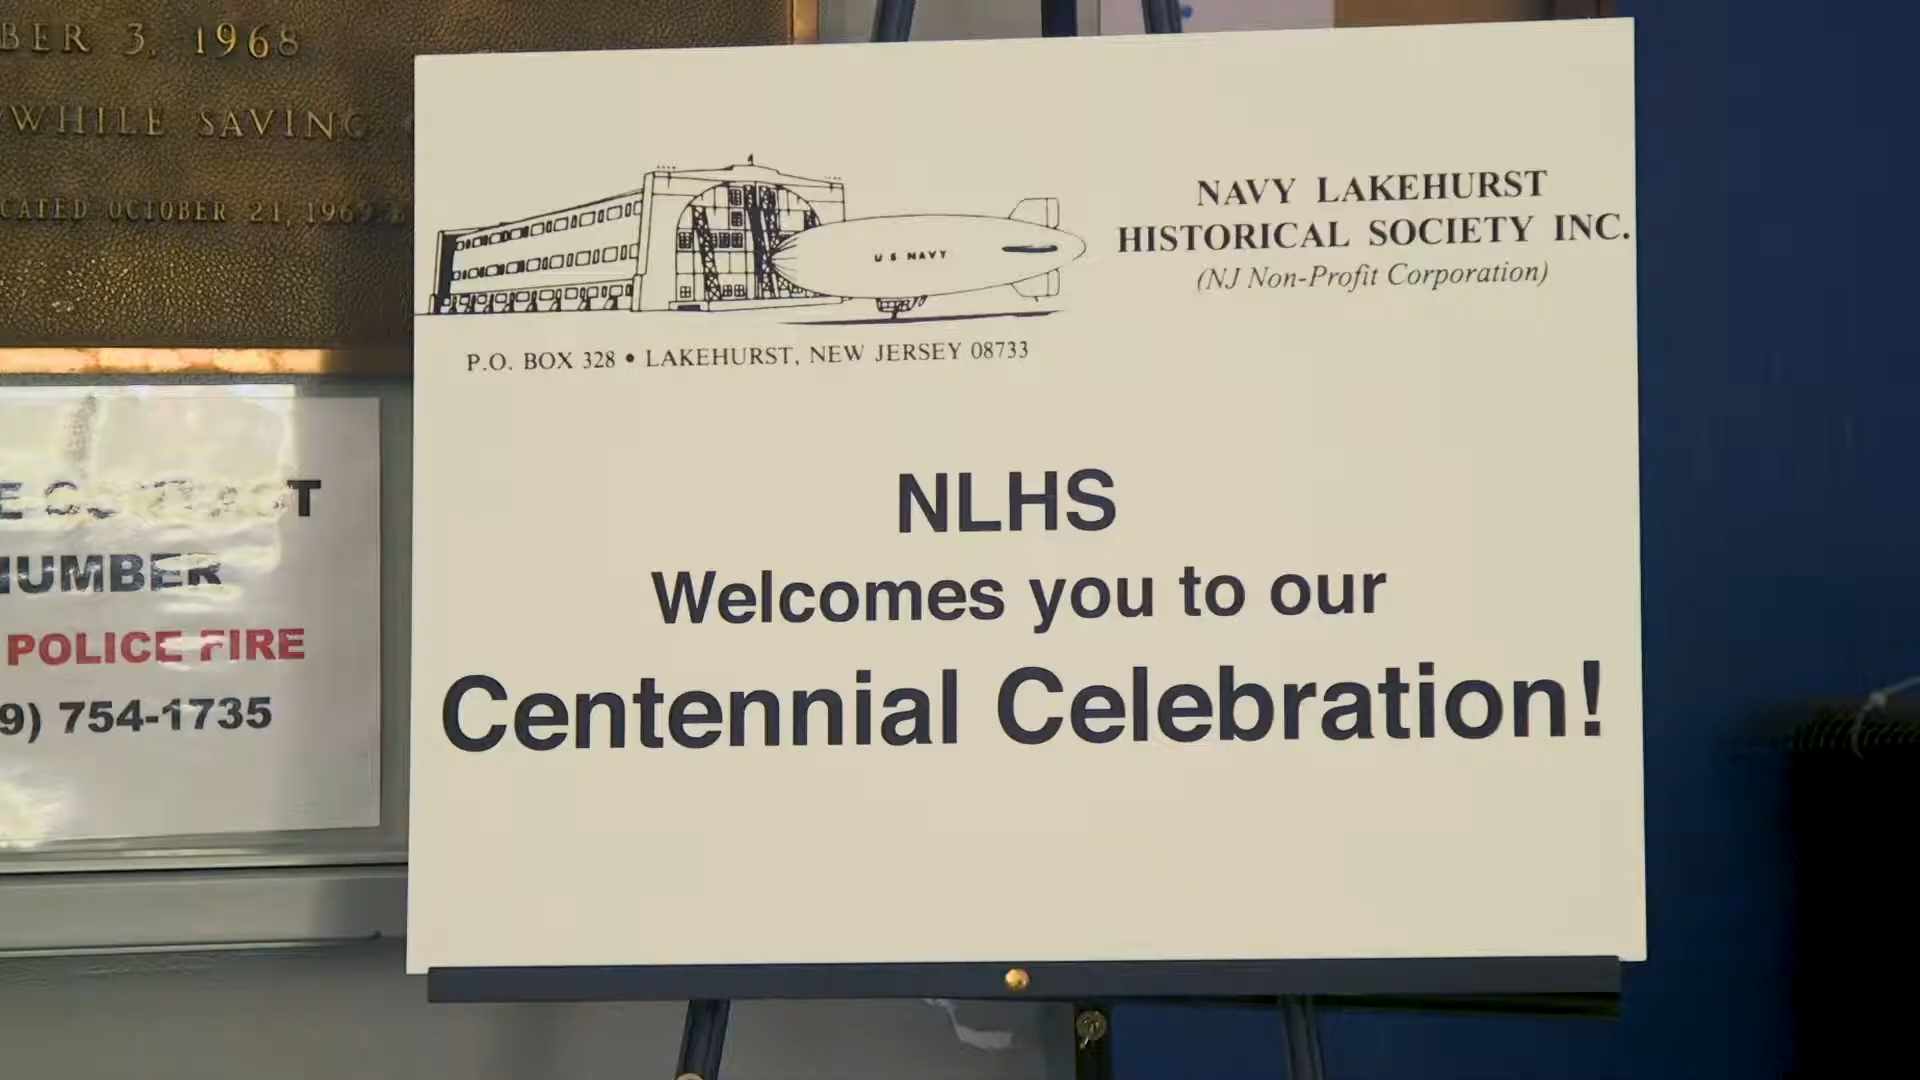 BER 3, 1968
WHILE SAVING
CATED OCTOBER 21, 196
NUMBER
POLICE FIRE
9) 754-1735
U S NAVY
NAVY LAKEHURST
HISTORICAL SOCIETY INC.
(NJ Non-Profit Corporation)
P.O. BOX 328 • LAKEHURST, NEW JERSEY 08733
NLHS
Welcomes you to our
Centennial Celebration!